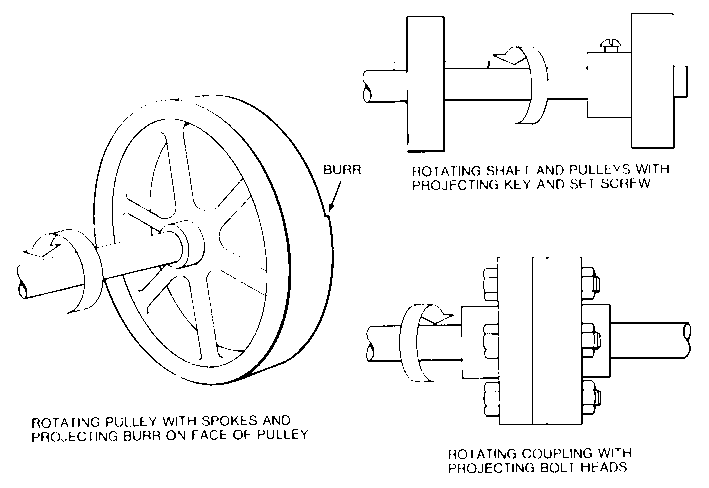 BURR
ROTATING SHAFT AND PULLEYS WITH
PROJECTING KEY AND SET SCREW
ROTATING PULLEY WITH SPOKES AND
PROJECTING BURR ON FACE OF PULLEY
ROTATING COUPLING WITH
PROJECTING BOLT HEADS